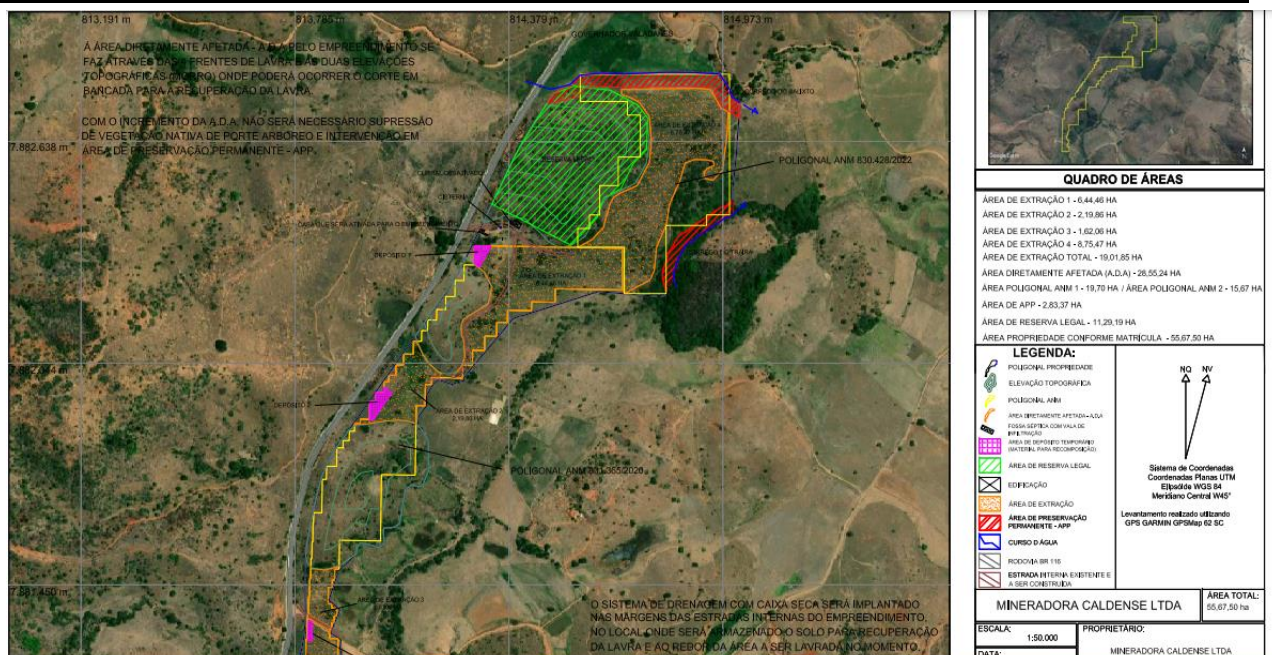 813.191 m
813.785 m
814.379 m
814.973 m
A ÁREA DIRETAMENTE AFETADA - A.D.A PELO EMPREENDIMENTO SE
FAZ ATRAVÉS DAS 4 FRENTES DE LAVRA E AS DUAS ELEVAÇÕES
TOPOGRÁFICAS (MORRO) ONDE PODERÁ OCORRER O CORTE EM
BANCADA PARA A RECUPERAÇÃO DA LAVRA.
COM O INCREMENTO DA A.D.A, NÃO SERÁ NECESSÁRIO SUPRESSÃO
DE VEGETAÇÃO NATIVA DE PORTE ARBÓREO E INTERVENÇÃO EM
ÁREA DE PRESERVAÇÃO PERMANENTE - APP.
GOVERNADOR VALADARES
7.882.638 m
POLIGONAL ANM 830.428/2022
RESERVA LEGAL
CISTERNA
DEPÓSITO 1
ÁREA DE EXTRAÇÃO 1
DEPÓSITO 2
ÁREA DE EXTRAÇÃO 2
2,19,86 HA
POLIGONAL ANM
7.881.450 m
ÁREA DE EXTRAÇÃO 3
O SISTEMA DE DRENAGEM COM CAIXA SECA SERÁ IMPLANTADO
NAS MARGENS DAS ESTRADAS INTERNAS DO EMPREENDIMENTO,
NO LOCAL ONDE SERÁ ARMAZENADO O SOLO PARA RECUPERAÇÃO
DA LAVRA E AO REDOR DA ÁREA A SER LAVRADA NO MOMENTO.
QUADRO DE ÁREAS
ÁREA DE EXTRAÇÃO 1 - 6,44,46 HA
ÁREA DE EXTRAÇÃO 2 - 2,19,86 HA
ÁREA DE EXTRAÇÃO 3 - 1,62,06 HA
ÁREA DE EXTRAÇÃO 4 - 8,75,47 HA
ÁREA DE EXTRAÇÃO TOTAL - 19,01,85 HA
ÁREA DIRETAMENTE AFETADA (A.D.A) - 28,55,24 HA
ÁREA POLIGONAL ANM 1 - 19,70 HA / ÁREA POLIGONAL ANM 2 - 15,67 HA
ÁREA DE APP - 2,83,37 HA
ÁREA DE RESERVA LEGAL - 11,29,19 HA
ÁREA PROPRIEDADE CONFORME MATRÍCULA - 55,67,50 HA
LEGENDA:
POLIGONAL PROPRIEDADE
ELEVAÇÃO TOPOGRÁFICA
POLIGONAL ANM
ÁREA DIRETAMENTE AFETADA - A.D.A
FOSSA SÉPTICA COM VALA DE
INFILTRAÇÃO
ÁREA DE DEPÓSITO TEMPORÁRIO
(MATERIAL PARA RECOMPOSIÇÃO)
ÁREA DE RESERVA LEGAL
EDIFICAÇÃO
ÁREA DE EXTRAÇÃO
ÁREA DE PRESERVAÇÃO
PERMANENTE - APP
CURSO D ÁGUA
RODOVIA BR 116
ESTRADA INTERNA EXISTENTE E
A SER CONSTRUÍDA
NQ NV
Sistema de Coordenadas
Coordenadas Planas UTM
Elipsóide WGS 84
Meridiano Central W45°
Levantamento realizado utilizando
GPS GARMIN GPSMap 62 SC
MINERADORA CALDENSE LTDA
ÁREA TOTAL:
55,67,50 ha
ESCALA:
1:50.000
PROPRIETÁRIO:
MINERADORA CALDENSE LTDA
DATA: